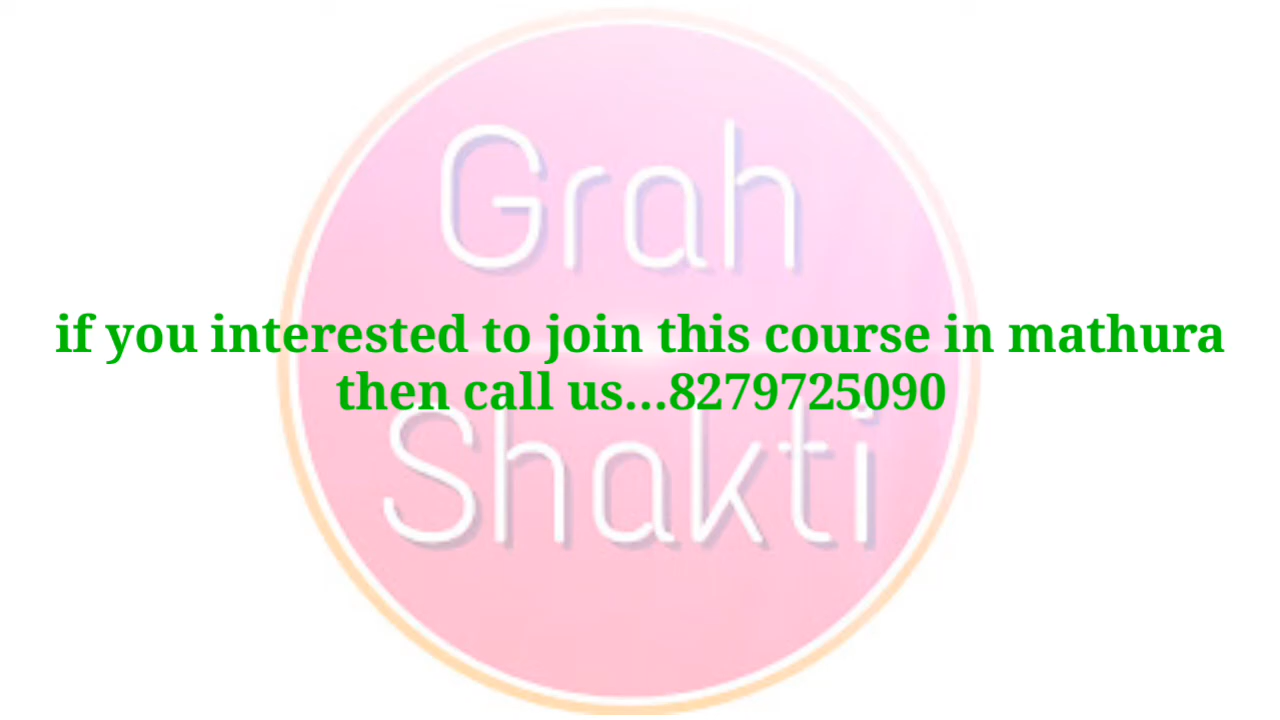 Grah
if you interested to join this course in mathura
then call us...8279725090
Shakti